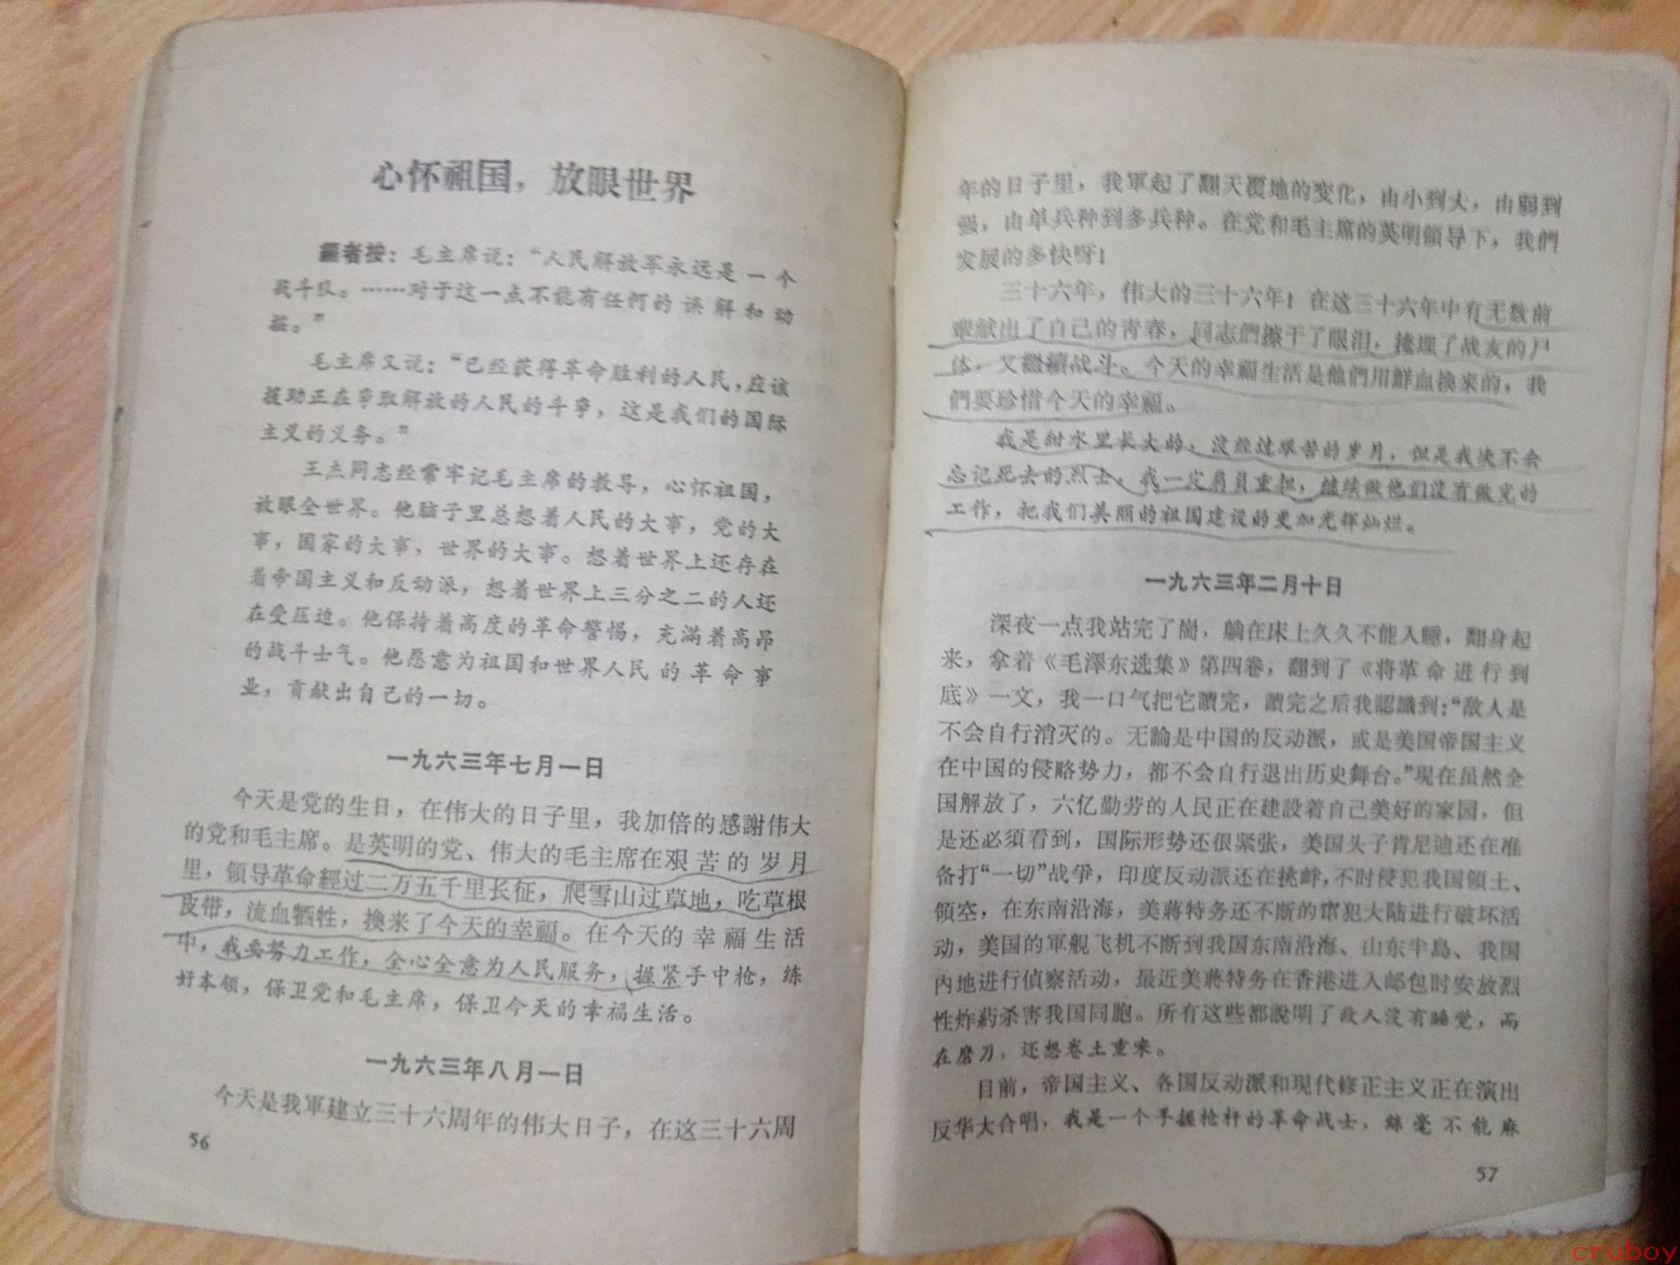 心怀祖国，放眼世界
編者按：毛主席说：“人民解放军永远是一个
战斗队。……对于这一点不能有任何的误解和动
摇。”
毛主席又说：“已经获得革命胜利的人民，应该
援助正在争取解放的人民的斗争，这是我们的国际
主义的义务。”
王杰同志经常牢记毛主席的教导，心怀祖国，
放眼全世界。他脑子里总想着人民的大事，党的大
事，国家的大事，世界的大事。想着世界上还存在
着帝国主义和反动派，想着世界上三分之二的人还
在受压迫。他保持着高度的革命警惕，充满着高昂
的战斗士气。他愿意为祖国和世界人民的革命事
业，贡献出自己的一切。
一九六三年七月一日
今天是党的生日，在伟大的日子里，我加倍的感謝伟大
的党和毛主席。是英明的党、伟大的毛主席在艰苦的岁月
里，領导革命經过二万五千里长征，爬雪山过草地，吃草根
皮带，流血牺牲，換来了今天的幸福。在今天的幸福生活
中，我要努力工作，全心全意为人民服务，握紧手中枪，练
好本领，保卫党和毛主席，保卫今天的幸福生活。
一九六三年八月一日
今天是我軍建立三十六周年的伟大日子，在这三十六周
56
年的日子里，我軍起了翻天覆地的变化，由小到大，由弱到
强，由单兵种到多兵种。在党和毛主席的英明領导下，我們
发展的多快呀！
三十六年，伟大的三十六年！在这三十六年中有无数前
辈献出了自己的青春，同志們擦干了眼泪，掩埋了战友的尸
体，又繼續战斗。今天的幸福生活是他們用鮮血換来的，我
們要珍惜今天的幸福。
我是甜水里长大的，没经过艰苦的岁月，但是我决不会
忘记死去的烈士，我一定肩負重担，继续做他们没有做完的
工作，把我们美丽的祖国建设的更加光辉灿烂。
一九六三年二月十日
深夜一点我站完了崗，躺在床上久久不能入睡，翻身起
来，拿着《毛澤东选集》第四卷，翻到了《将革命进行到
底》一文，我一口气把它讀完，讀完之后我認識到：“敌人是
不会自行消灭的。无論是中国的反动派，或是美国帝国主义
在中国的侵略势力，都不会自行退出历史舞台。”现在虽然全
国解放了，六亿勤劳的人民正在建設着自己美好的家园，但
是还必須看到，国际形势还很紧张，美国头子肯尼迪还在准
备打“一切”战争，印度反动派还在挑衅，不时侵犯我国領土、
領空，在东南沿海，美蔣特务还不断的窜犯大陆进行破坏活
动，美国的軍舰飞机不断到我国东南沿海、山东半島、我国
內地进行偵察活动，最近美蔣特务在香港进入邮包时安放烈
性炸药杀害我国同胞。所有这些都說明了敌人没有睡觉，而
在磨刀，还想卷土重来。
目前，帝国主义、各国反动派和现代修正主义正在演出
反华大合唱，我是一个手握枪杆的革命战士，絲毫不能麻
57
cruboy